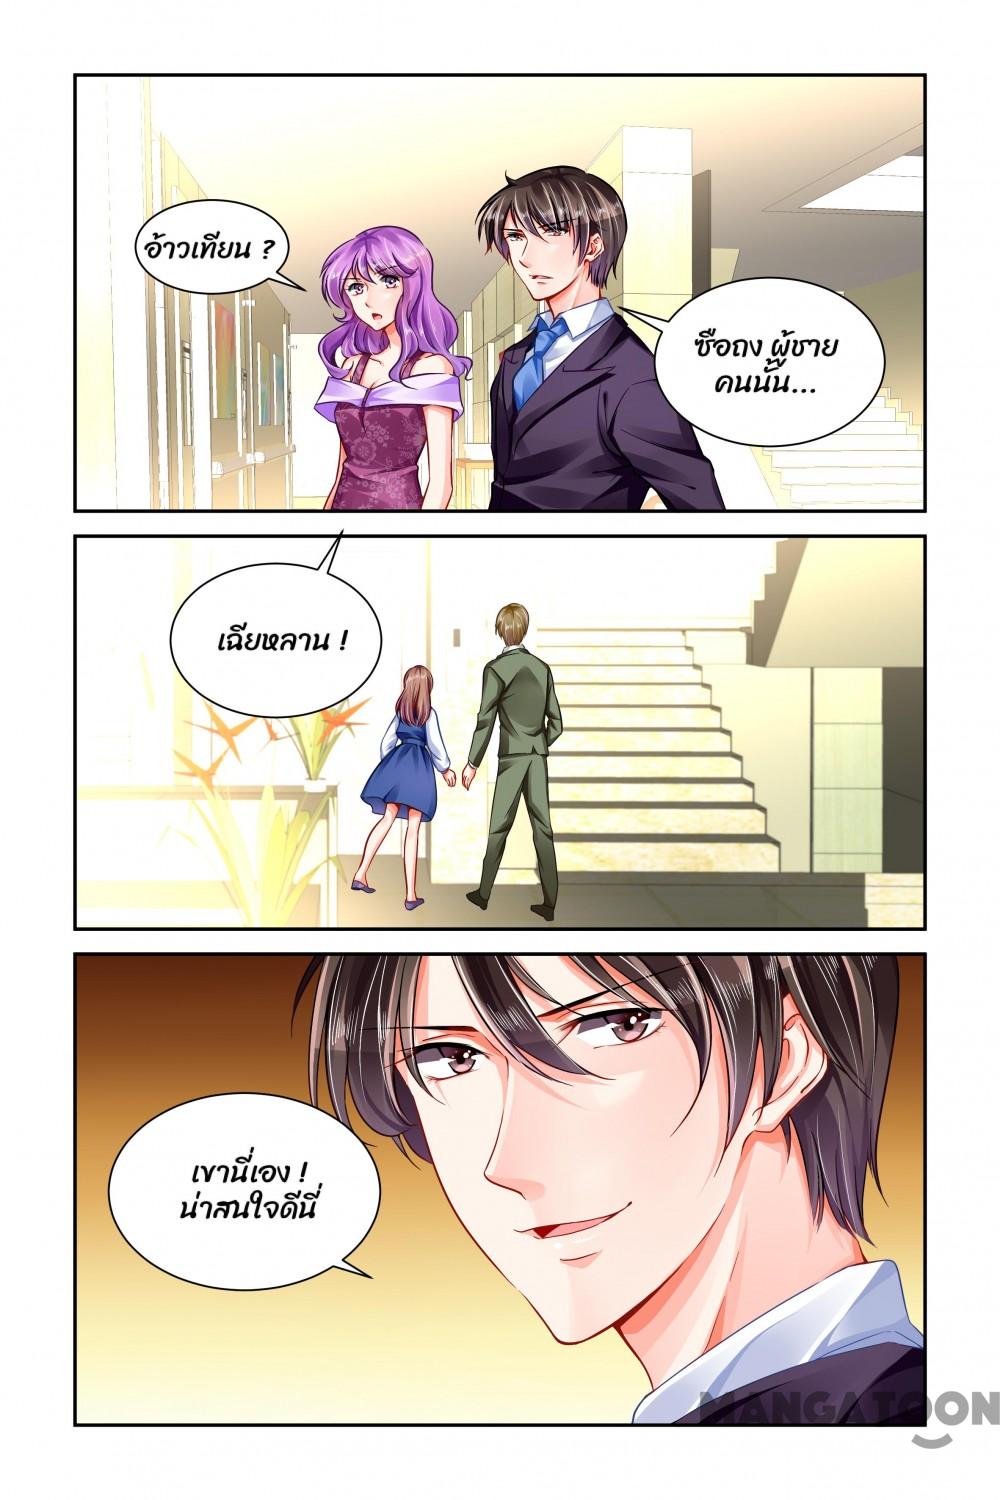 อ้าวเทียน ?
ซือถง ผู้ชาย
คนนั้น...
เฉียหลาน !
เขานี่เอง !
น่าสนใจดีนี่
MANGATOON